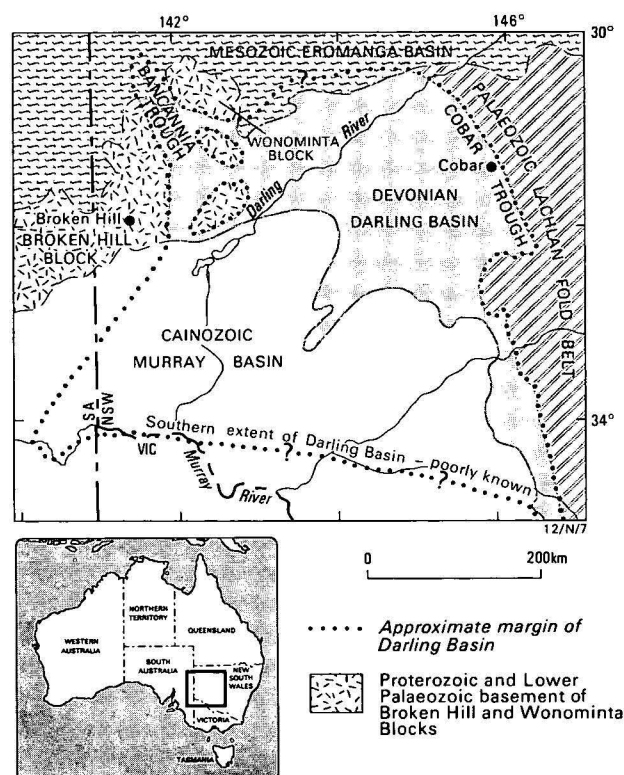 142°
146°
30°
MESOZOIC EROMANGA BASIN
?
BANCANNIA
TROUGH
WONOMINTA
BLOCK
River
Darling
COBAR
TROUGH
Cobar
PALAEOZOIC LACHLAN
FOLD BELT
DEVONIAN
DARLING BASIN
Broken Hill
BROKEN HILL
BLOCK
CAINOZOIC
MURRAY BASIN
SA
NSW
34°
Southern extent of Darling Basin – poorly known
VIC
?
?
Murray
River
12/N/7
0 200km
NORTHERN
TERRITORY
QUEENSLAND
WESTERN
AUSTRALIA
SOUTH
AUSTRALIA
NEW
SOUTH
WALES
VICTORIA
TASMANIA
Approximate margin of
Darling Basin
Proterozoic and Lower
Palaeozoic basement of
Broken Hill and Wonominta
Blocks